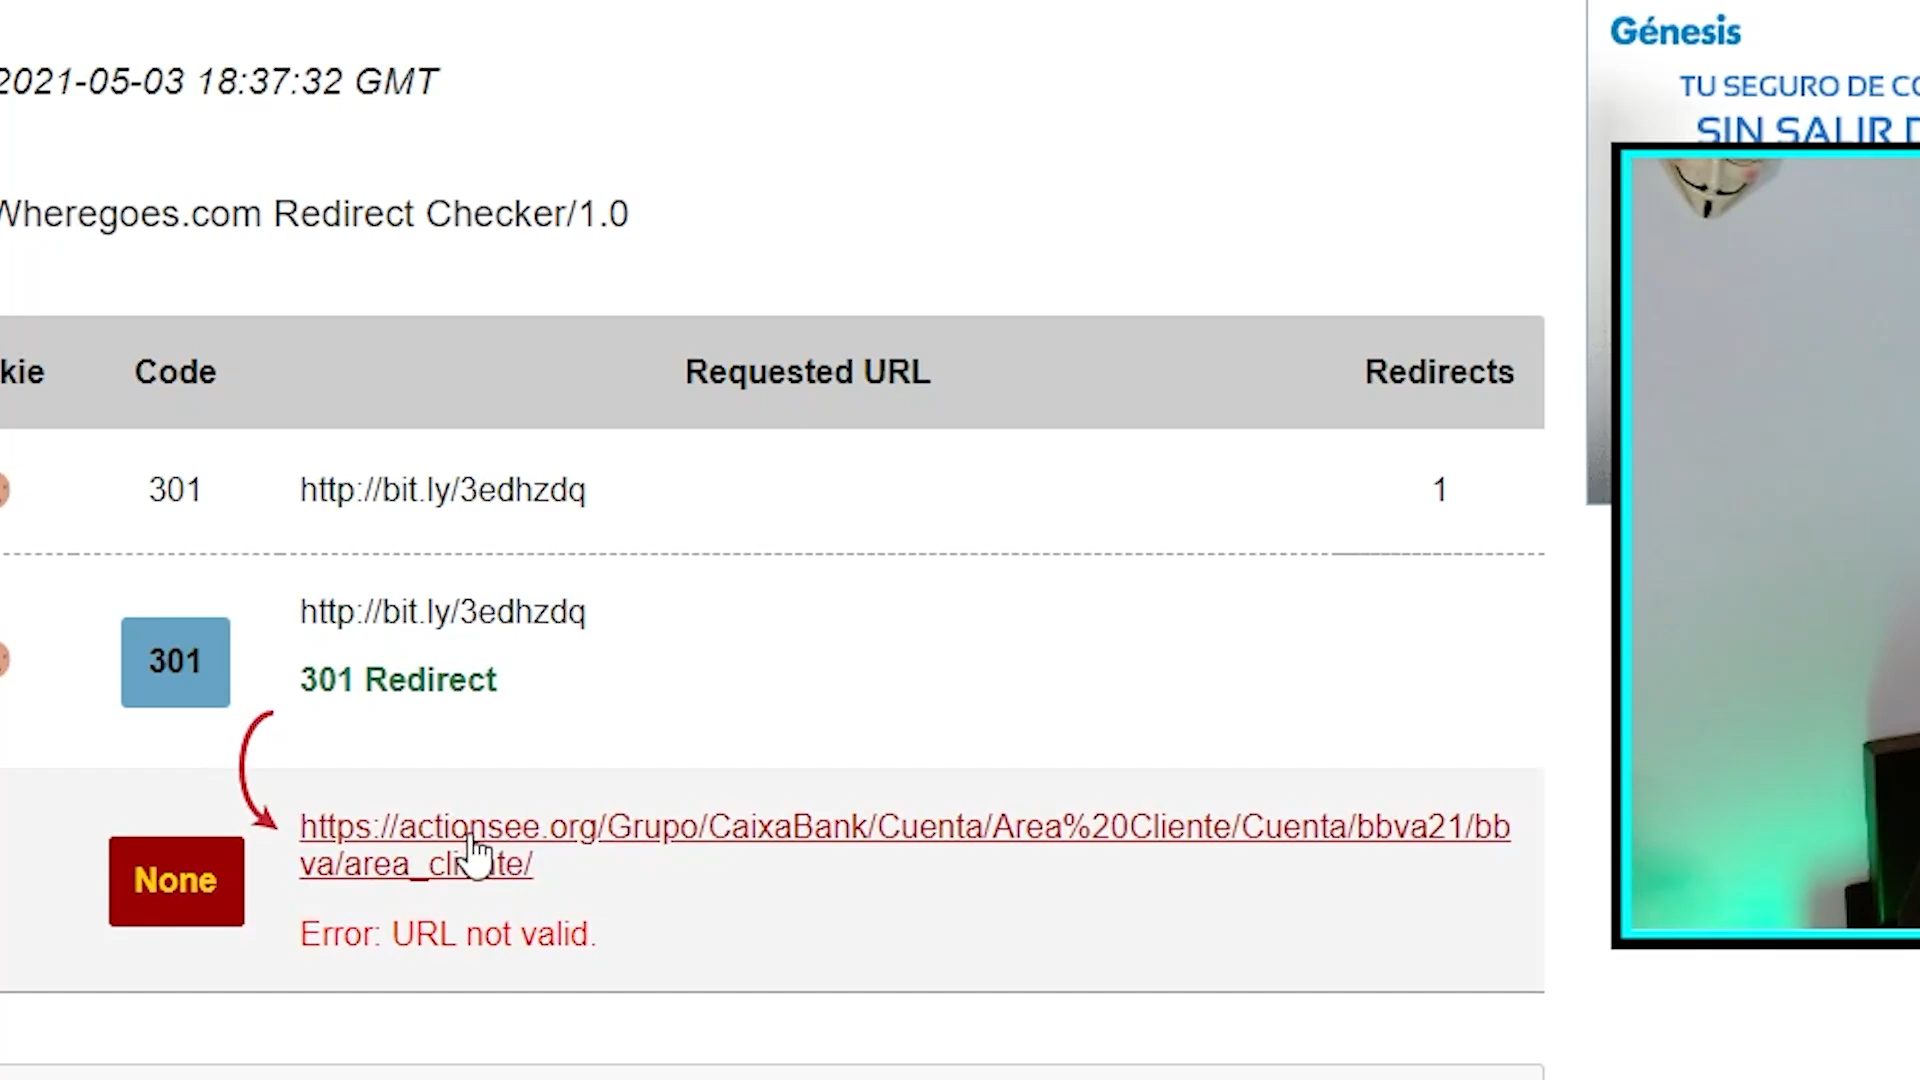 Génesis
2021-05-03 18:37:32 GMT
TU SEGURO DE
SIN SALIR
Wheregoes.com Redirect Checker/1.0
Code Requested URL Redirects
301 http://bit.ly/3edhzdq 1
http://bit.ly/3edhzdq
301
301 Redirect
https://actionsee.org/Grupo/CaixaBank/Cuenta/Area%20Cliente/Cuenta/bbva21/bb
va/area_cliente/
None
Error: URL not valid.